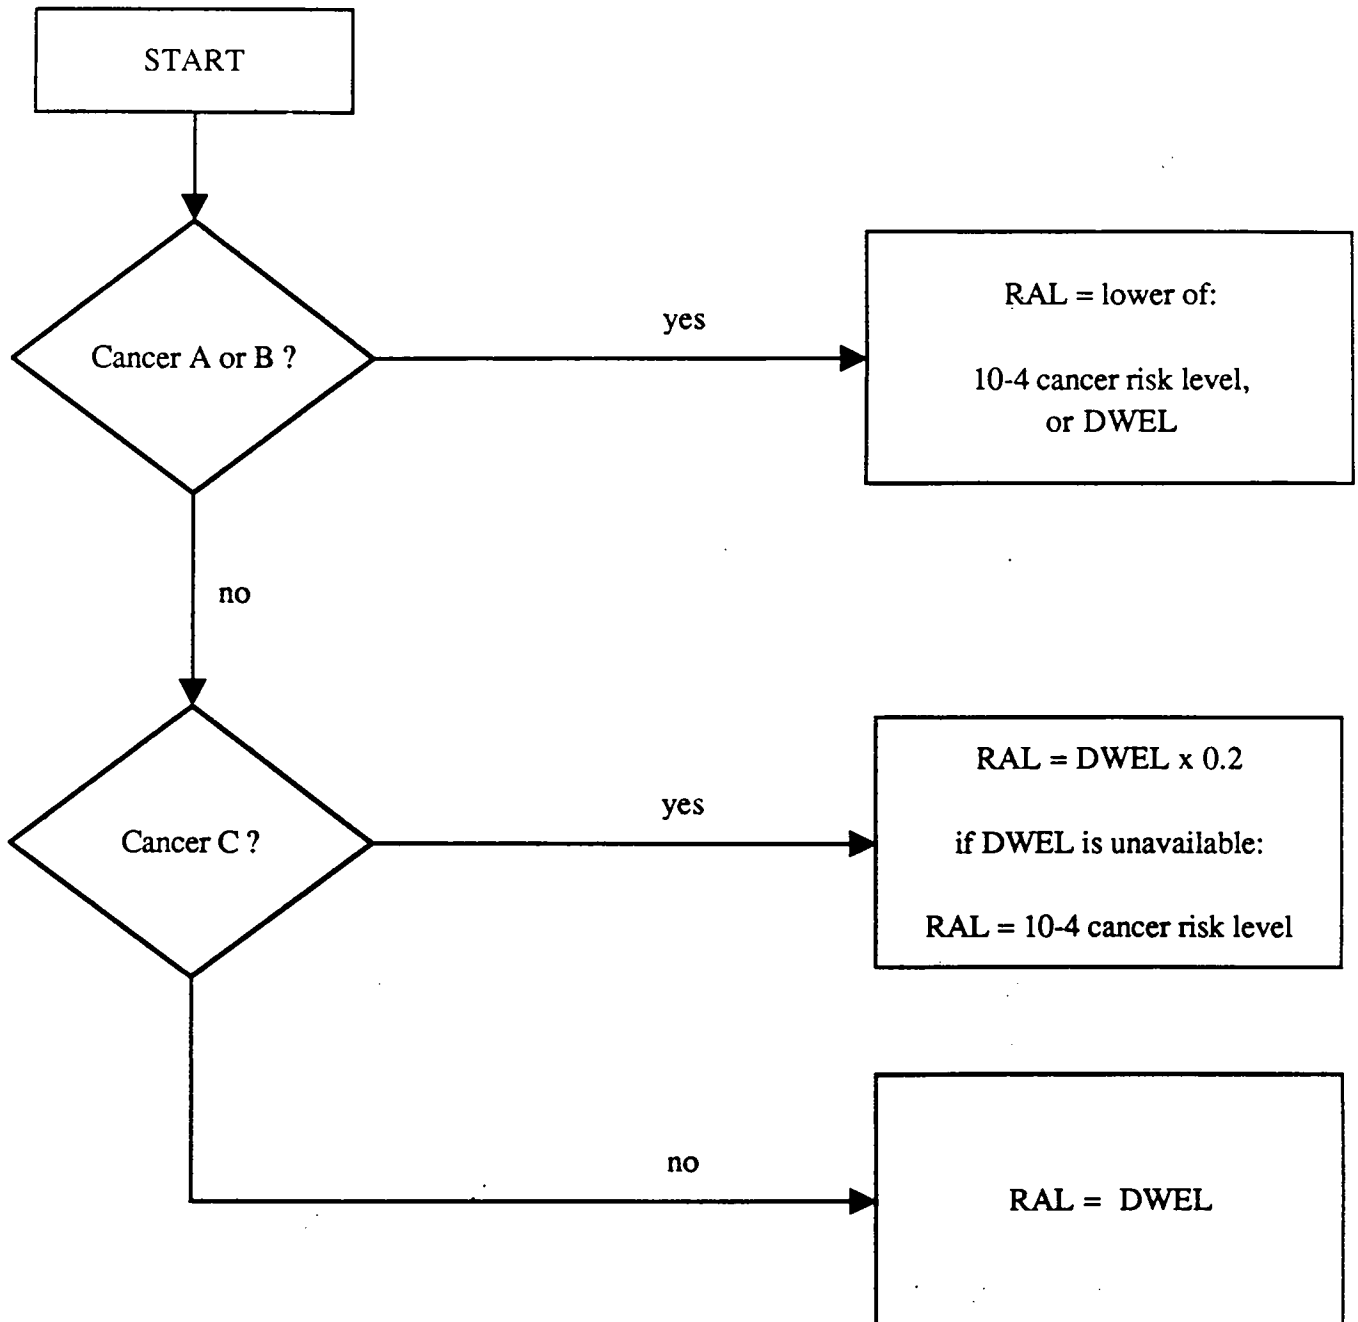 START
Cancer A or B ?
yes
RAL = lower of:
10-4 cancer risk level,
or DWEL
no
Cancer C ?
yes
RAL = DWEL x 0.2
if DWEL is unavailable:
RAL = 10-4 cancer risk level
no
RAL = DWEL